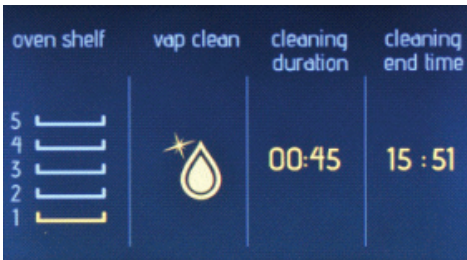 oven shelf
vap clean
cleaning
duration
cleaning
end time
5
4
3
2
1
00:45
15 : 51